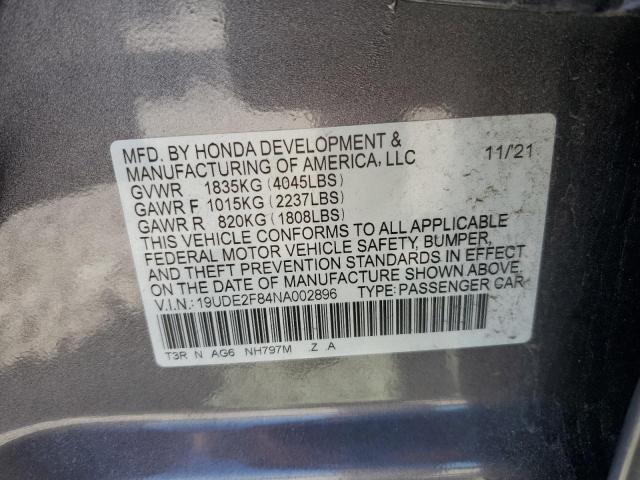 MFD. BY HONDA DEVELOPMENT &
MANUFACTURING OF AMERICA, LLC 11/'21
GVWR 1835KG (4045LBS)
GAWR F 1015KG (2237LBS)
GAWR R 820KG (1808LBS)
THIS VEHICLE CONFORMS TO ALL APPLICABLE
FEDERAL MOTOR VEHICLE SAFETY, BUMPER,
AND THEFT PREVENTION STANDARDS IN EFFECT
ON THE DATE OF MANUFACTURE SHOWN ABOVE.
V.I.N.: 19UDE2F84NA002896 TYPE: PASSENGER CAR
T3R N AG6 NH797M Z .A